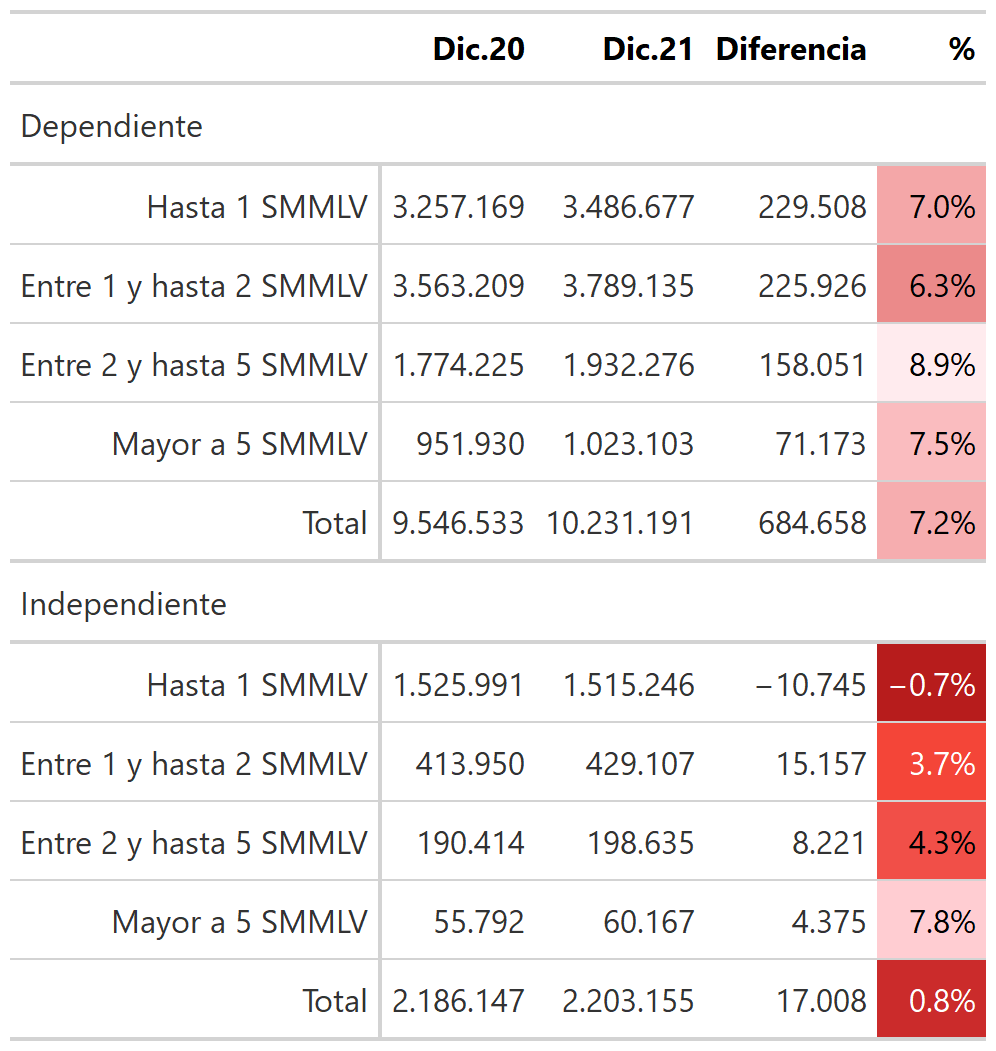 Dic.20 Dic.21 Diferencia %
Dependiente
Hasta 1 SMMLV 3.257.169 3.486.677 229.508 7.0%
Entre 1 y hasta 2 SMMLV 3.563.209 3.789.135 225.926 6.3%
Entre 2 y hasta 5 SMMLV 1.774.225 1.932.276 158.051 8.9%
Mayor a 5 SMMLV 951.930 1.023.103 71.173 7.5%
Total 9.546.533 10.231.191 684.658 7.2%
Independiente
Hasta 1 SMMLV 1.525.991 1.515.246 −10.745 −0.7%
Entre 1 y hasta 2 SMMLV 413.950 429.107 15.157 3.7%
Entre 2 y hasta 5 SMMLV 190.414 198.635 8.221 4.3%
Mayor a 5 SMMLV 55.792 60.167 4.375 7.8%
Total 2.186.147 2.203.155 17.008 0.8%